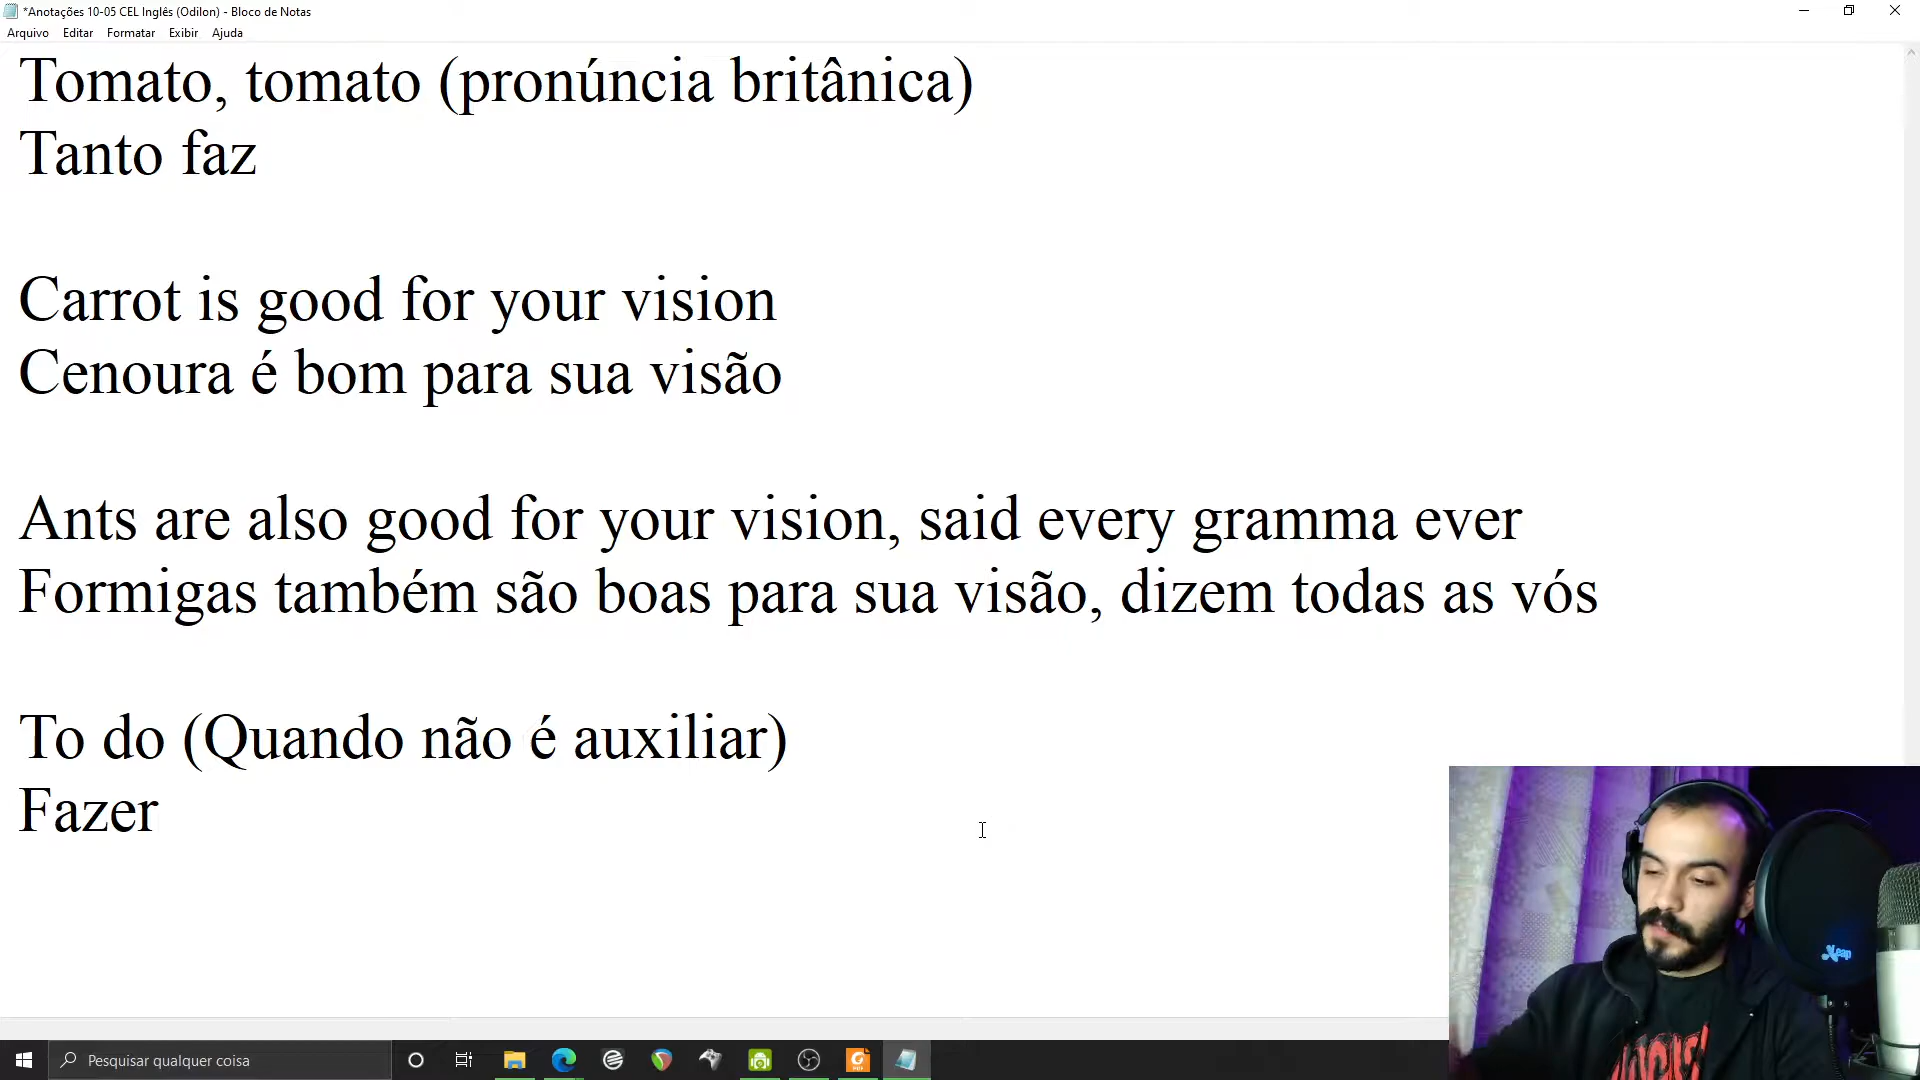 *Anotações 10-05 CEL Inglês (Odilon) - Bloco de Notas
Arquivo Editar Formatar Exibir Ajuda
Tomato, tomato (pronúncia britânica)
Tanto faz
Carrot is good for your vision
Cenoura é bom para sua visão
Ants are also good for your vision, said every gramma ever
Formigas também são boas para sua visão, dizem todas as vós
To do (Quando não é auxiliar)
Fazer
Pesquisar qualquer coisa